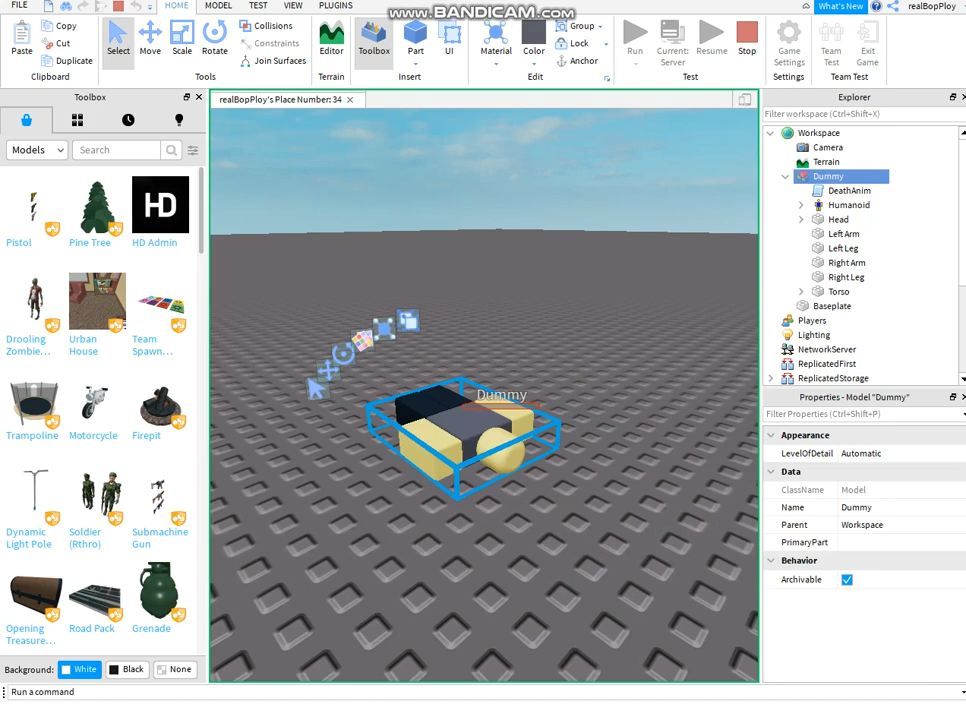 FILE HOME MODEL TEST VIEW PLUGINS www.BANDICAM.com What's New realBopPloy
Paste Copy Cut Duplicate
Select Move Scale Rotate Collisions Constraints Join Surfaces
Editor Toolbox Part UI Material Color Group Lock Anchor
Run Current: Server Resume Stop Game Settings Team Test Exit Game
Clipboard Tools Terrain Insert Edit Test Settings Team Test
Toolbox
Models Search
Pistol Pine Tree HD Admin
Drooling Zombie... Urban House Team Spawn...
Trampoline Motorcycle Firepit
Dynamic Light Pole Soldier (Rthro) Submachine Gun
Opening Treasure... Road Pack Grenade
Background: White Black None
Run a command
realBopPloy's Place Number: 34
HD
Dummy
Explorer
Filter workspace (Ctrl+Shift+X)
Workspace
Camera
Terrain
Dummy
DeathAnim
Humanoid
Head
Left Arm
Left Leg
Right Arm
Right Leg
Torso
Baseplate
Players
Lighting
NetworkServer
ReplicatedFirst
ReplicatedStorage
Properties - Model "Dummy"
Filter Properties (Ctrl+Shift+P)
Appearance
LevelOfDetail Automatic
Data
ClassName Model
Name Dummy
Parent Workspace
PrimaryPart
Behavior
Archivable